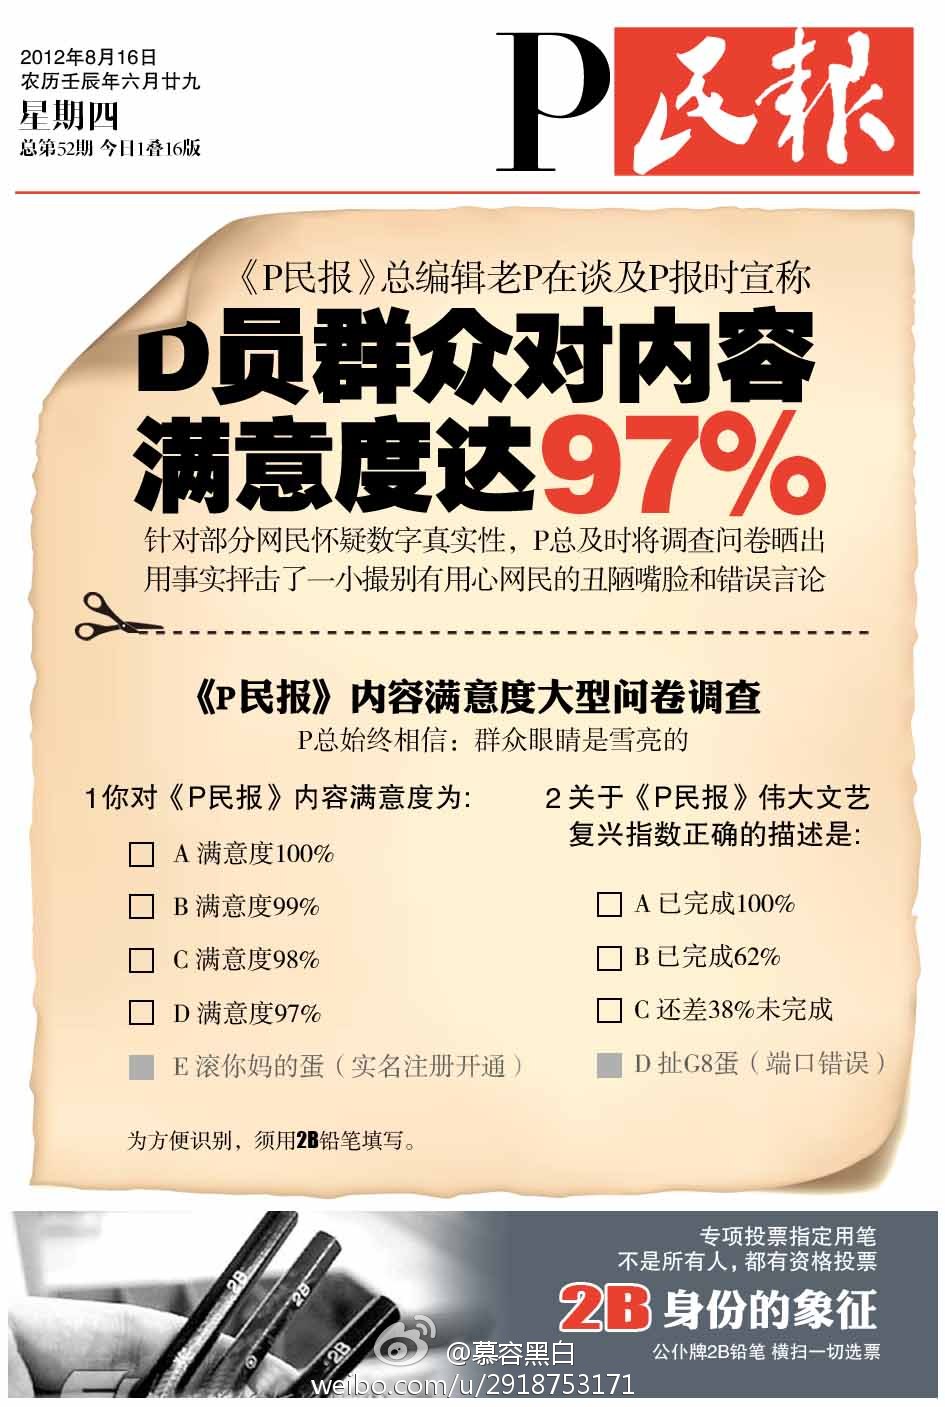 2012年8月16日
农历壬辰年六月廿九
星期四
总第52期 今日1叠16版
P民報
《P民报》总编辑老P在谈及P报时宣称
D员群众对内容
满意度达97%
针对部分网民怀疑数字真实性，P总及时将调查问卷晒出
用事实抨击了一小撮别有用心网民的丑陋嘴脸和错误言论
《P民报》内容满意度大型问卷调查
P总始终相信：群众眼睛是雪亮的
1你对《P民报》内容满意度为:
A 满意度100%
B 满意度99%
C 满意度98%
D 满意度97%
E 滚你妈的蛋（实名注册开通）
2 关于《P民报》伟大文艺
复兴指数正确的描述是:
A 已完成100%
B 已完成62%
C 还差38%未完成
D 扯G8蛋（端口错误）
为方便识别，须用2B铅笔填写。
2B
2B
2B
专项投票指定用笔
不是所有人，都有资格投票
2B 身份的象征
公仆牌2B铅笔 横扫一切选票
@慕容黑白
weibo.com/u/2918753171